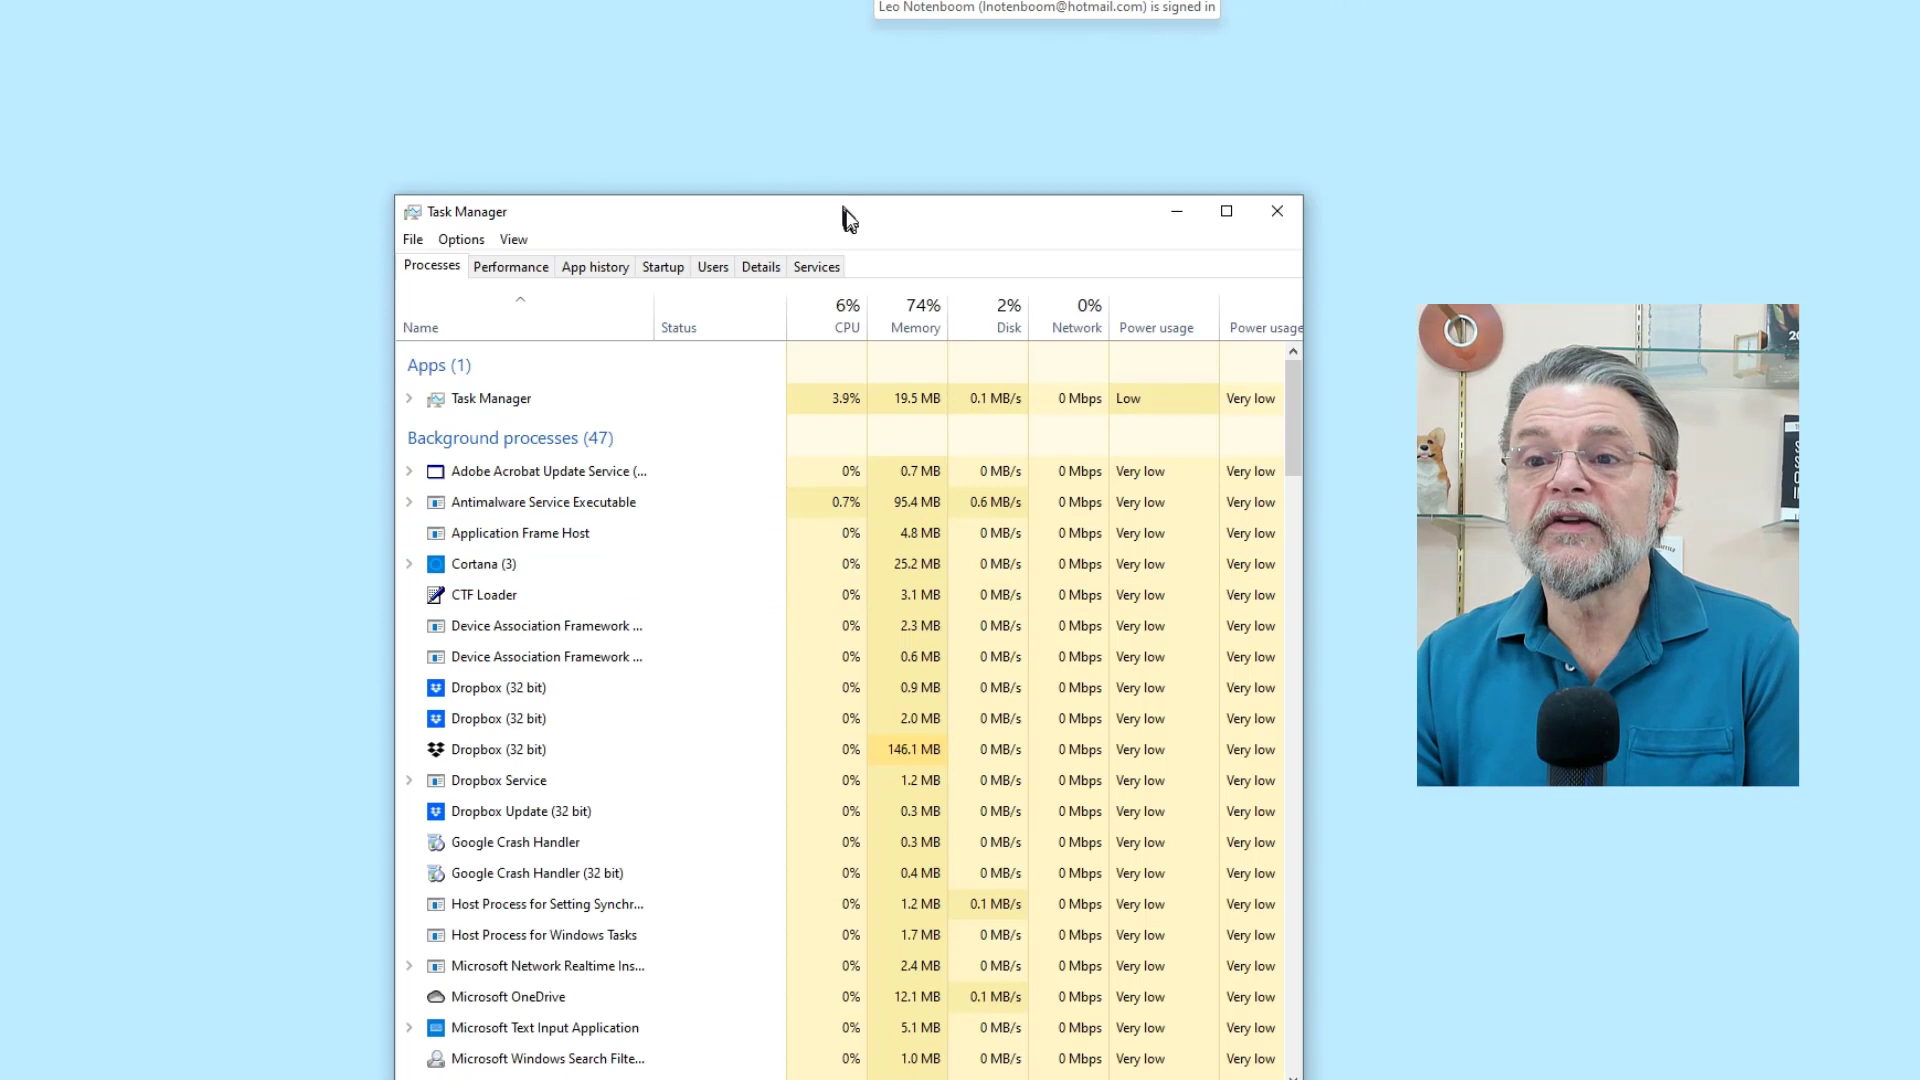 Leo Notenboom (lnotenboom@hotmail.com) is signed in
Task Manager
File Options View
Processes Performance App history Startup Users Details Services
6% 74% 2% 0%
Name Status CPU Memory Disk Network Power usage Power usage
Apps (1)
Task Manager 3.9% 19.5 MB 0.1 MB/s 0 Mbps Low Very low
Background processes (47)
Adobe Acrobat Update Service (... 0% 0.7 MB 0 MB/s 0 Mbps Very low Very low
Antimalware Service Executable 0.7% 95.4 MB 0.6 MB/s 0 Mbps Very low Very low
Application Frame Host 0% 4.8 MB 0 MB/s 0 Mbps Very low Very low
Cortana (3) 0% 25.2 MB 0 MB/s 0 Mbps Very low Very low
CTF Loader 0% 3.1 MB 0 MB/s 0 Mbps Very low Very low
Device Association Framework ... 0% 2.3 MB 0 MB/s 0 Mbps Very low Very low
Device Association Framework ... 0% 0.6 MB 0 MB/s 0 Mbps Very low Very low
Dropbox (32 bit) 0% 0.9 MB 0 MB/s 0 Mbps Very low Very low
Dropbox (32 bit) 0% 2.0 MB 0 MB/s 0 Mbps Very low Very low
Dropbox (32 bit) 0% 146.1 MB 0 MB/s 0 Mbps Very low Very low
Dropbox Service 0% 1.2 MB 0 MB/s 0 Mbps Very low Very low
Dropbox Update (32 bit) 0% 0.3 MB 0 MB/s 0 Mbps Very low Very low
Google Crash Handler 0% 0.3 MB 0 MB/s 0 Mbps Very low Very low
Google Crash Handler (32 bit) 0% 0.4 MB 0 MB/s 0 Mbps Very low Very low
Host Process for Setting Synchr... 0% 1.2 MB 0.1 MB/s 0 Mbps Very low Very low
Host Process for Windows Tasks 0% 1.7 MB 0 MB/s 0 Mbps Very low Very low
Microsoft Network Realtime Ins... 0% 2.4 MB 0 MB/s 0 Mbps Very low Very low
Microsoft OneDrive 0% 12.1 MB 0.1 MB/s 0 Mbps Very low Very low
Microsoft Text Input Application 0% 5.1 MB 0 MB/s 0 Mbps Very low Very low
Microsoft Windows Search Filte... 0% 1.0 MB 0 MB/s 0 Mbps Very low Very low